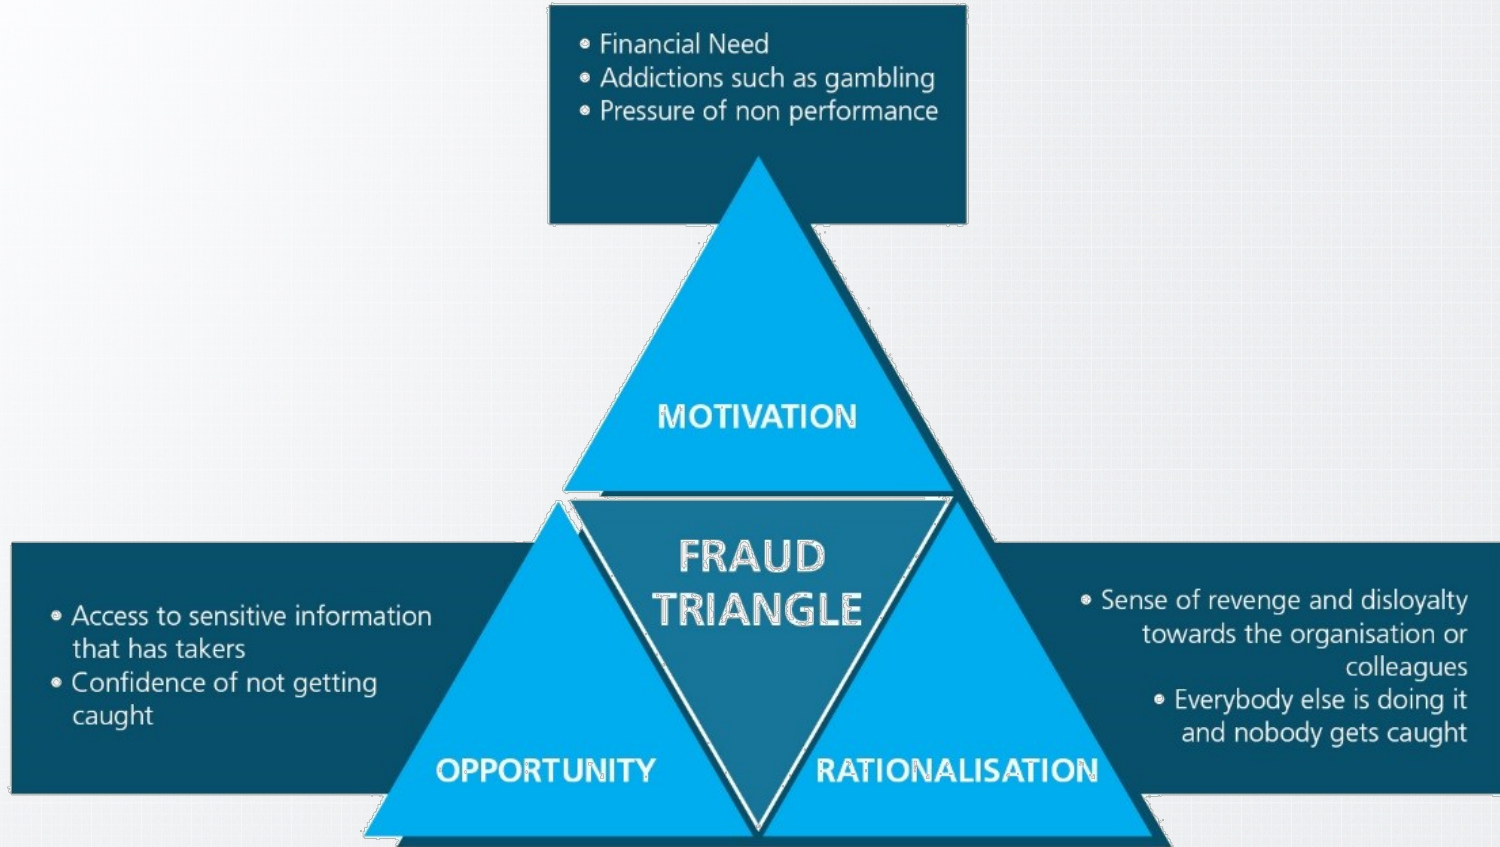 • Financial Need
• Addictions such as gambling
• Pressure of non performance
MOTIVATION
FRAUD
TRIANGLE
• Access to sensitive information
that has takers
• Confidence of not getting
caught
OPPORTUNITY
• Sense of revenge and disloyalty
towards the organisation or
colleagues
• Everybody else is doing it
and nobody gets caught
RATIONALISATION